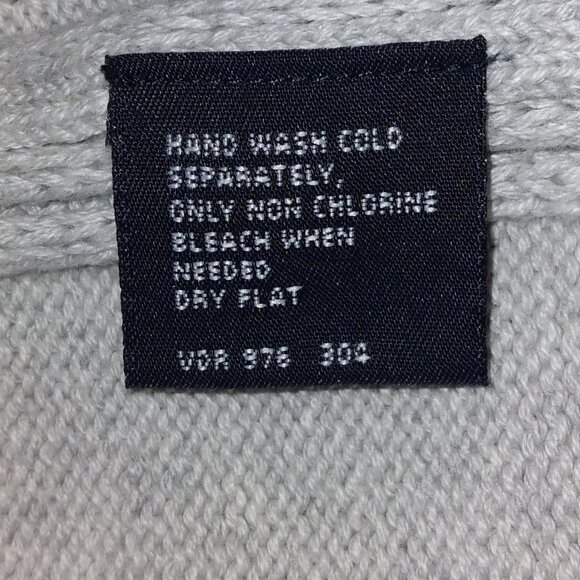 HAND WASH COLD
SEPARATELY,
ONLY NON CHLORINE
BLEACH WHEN
NEEDED
DRY FLAT
VDR 976 304